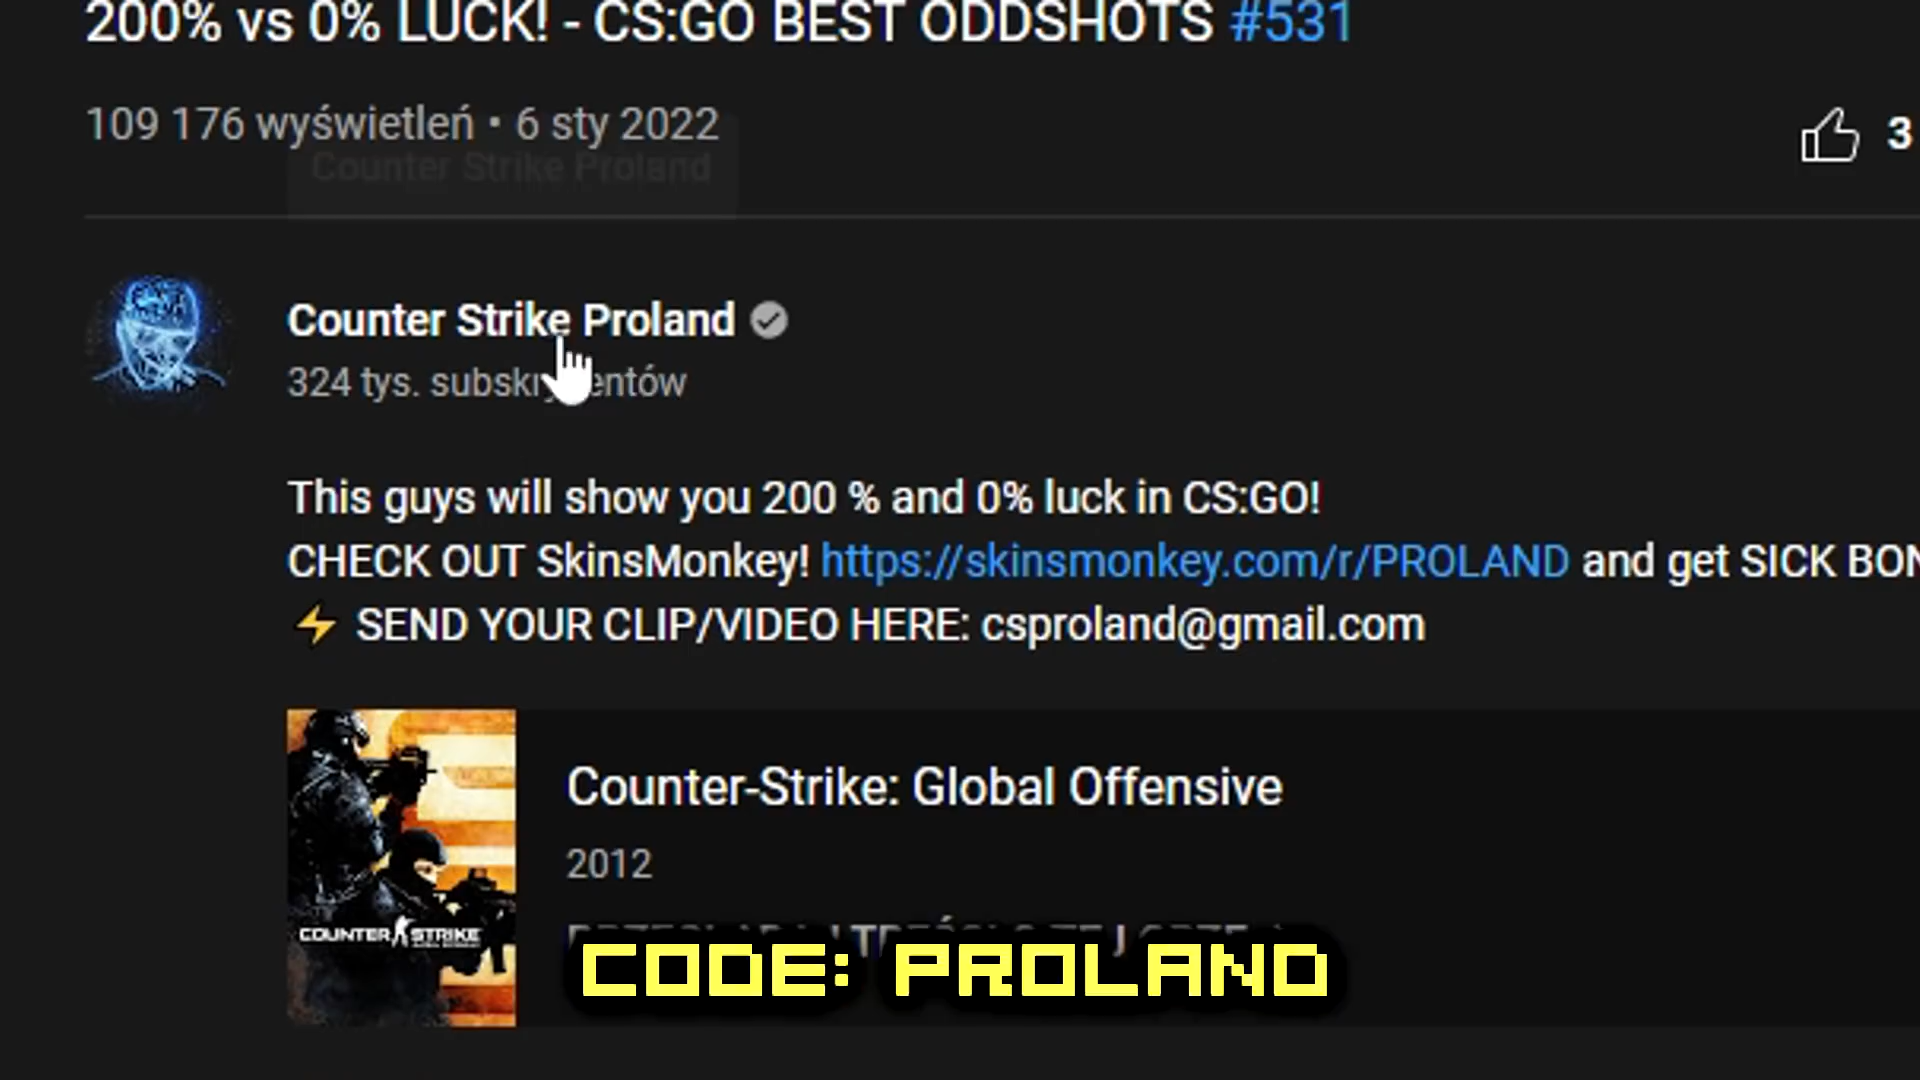 200% vs 0% LUCK! - CS:GO BEST ODDSHOTS #531
109 176 wyświetleń • 6 sty 2022
3
Counter Strike Proland
Counter Strike Proland
324 tys.
This guys will show you 200 % and 0% luck in CS:GO!
CHECK OUT SkinsMonkey! https://skinsmonkey.com/r/PROLAND and get SICK
⚡ SEND YOUR CLIP/VIDEO HERE: csproland@gmail.com
Counter-Strike: Global Offensive
2012
COUNTER STRIKE
CODE: PROLAND